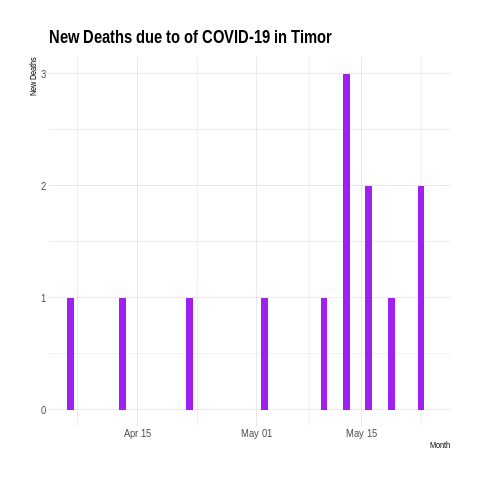 New Deaths due to of COVID-19 in Timor
New Deaths
3
2
1
0
Apr 15
May 01
May 15
Month